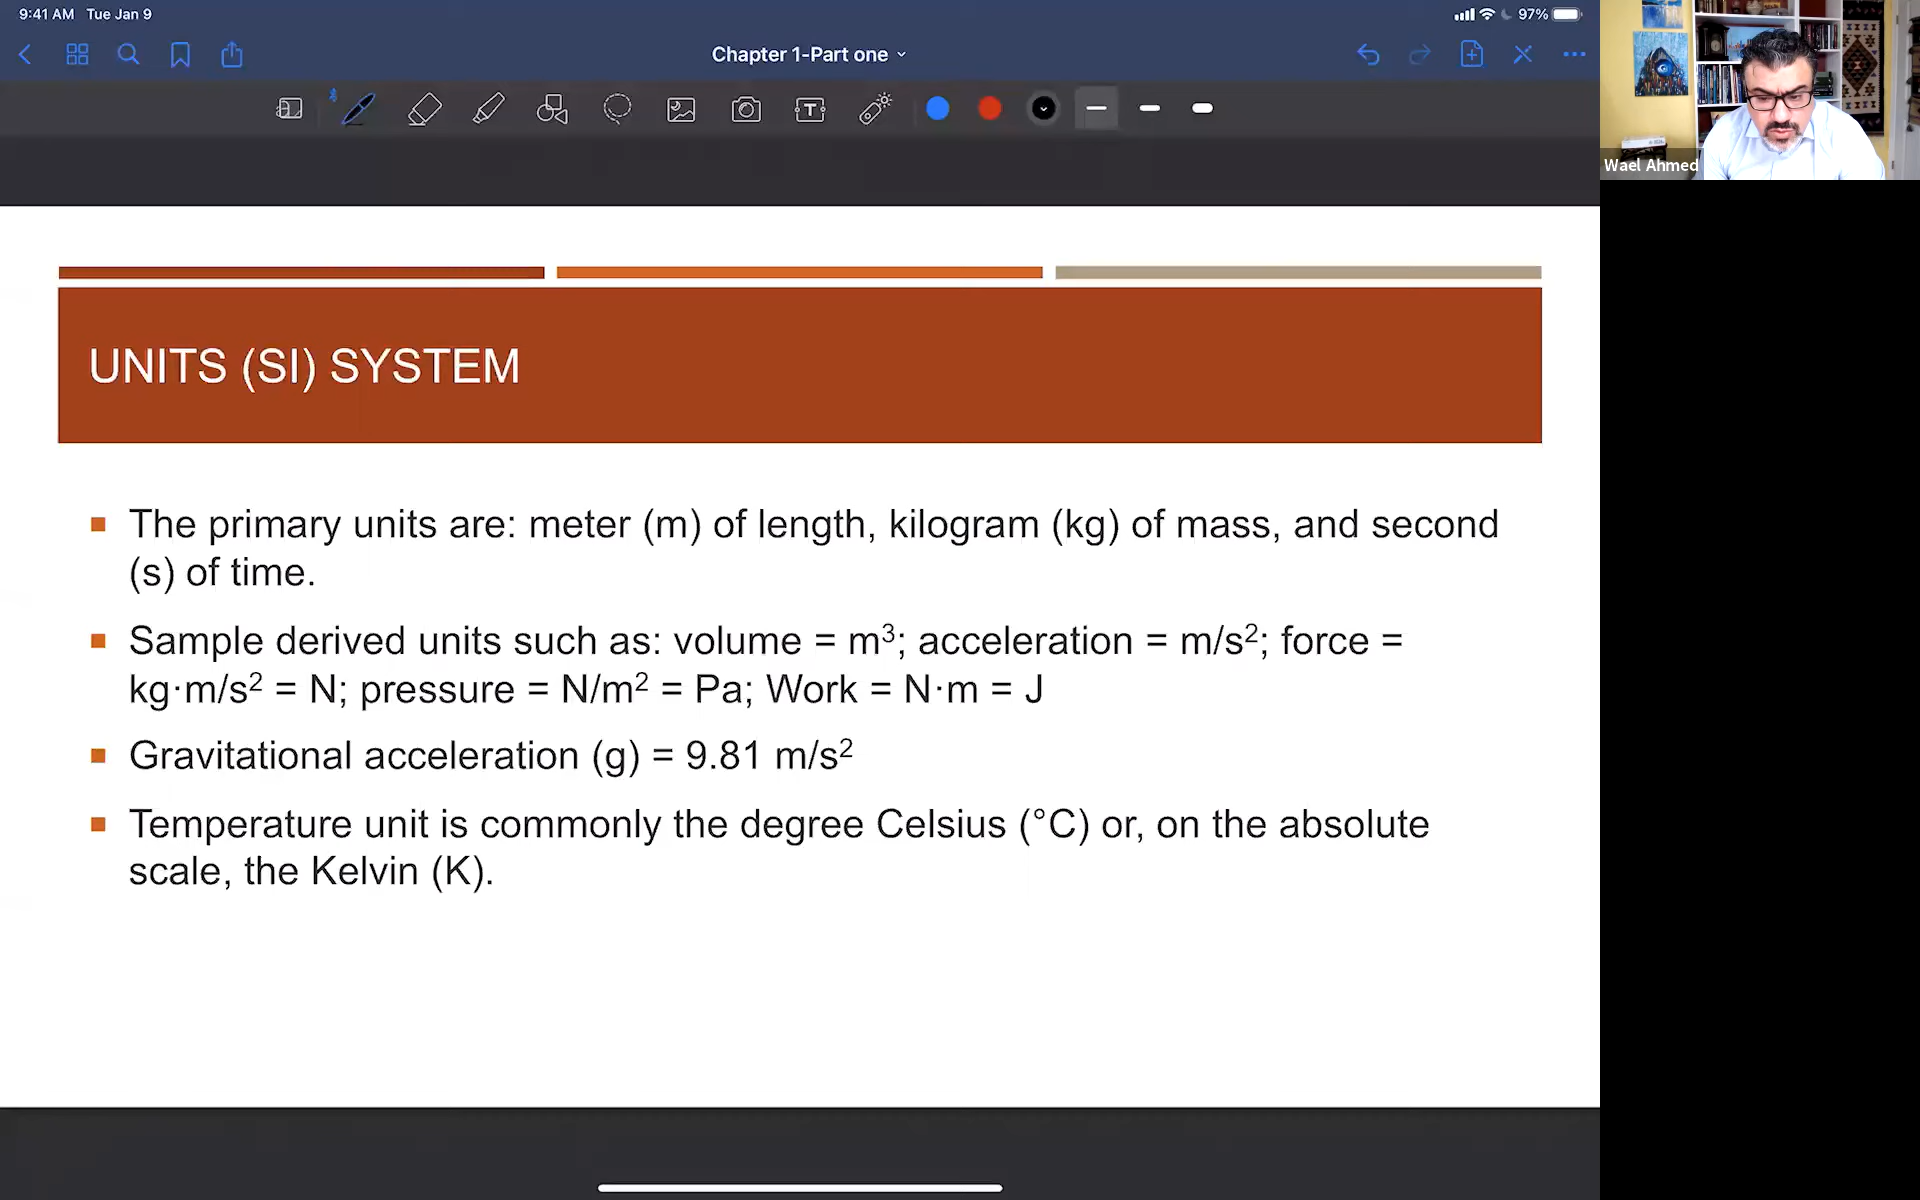 9:41 AM Tue Jan 9
97%
Chapter 1-Part one
T
Wael Ahmed
UNITS (SI) SYSTEM
The primary units are: meter (m) of length, kilogram (kg) of mass, and second
(s) of time.
Sample derived units such as: volume = m³; acceleration = m/s²; force =
kg·m/s² = N; pressure = N/m² = Pa; Work = N·m = J
Gravitational acceleration (g) = 9.81 m/s²
Temperature unit is commonly the degree Celsius (°C) or, on the absolute
scale, the Kelvin (K).